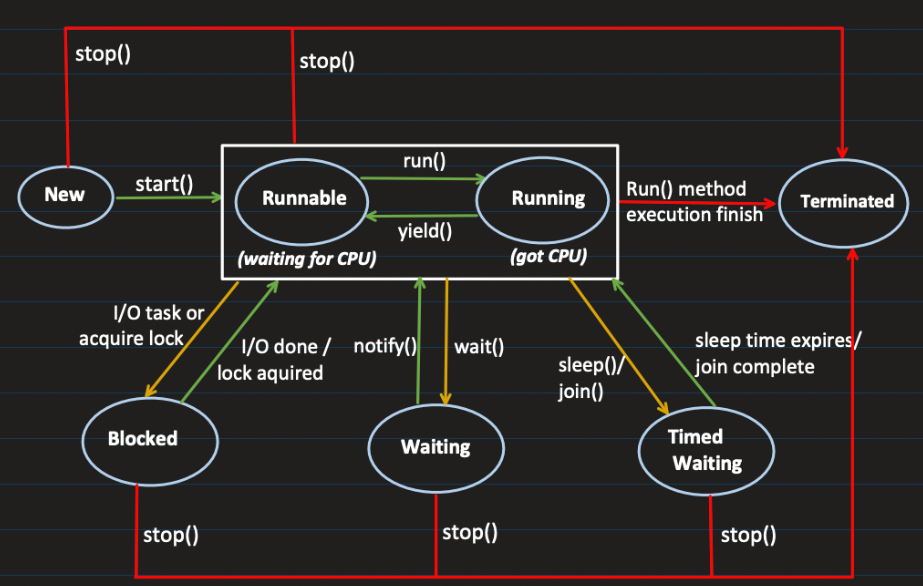 stop()
stop()
run()
New
start()
Runnable
Running
Run() method
execution finish
Terminated
yield()
(waiting for CPU)
(got CPU)
I/O task or
acquire lock
I/O done /
lock aquired
notify()
wait()
sleep()/
join()
sleep time expires/
join complete
Blocked
Waiting
Timed
Waiting
stop()
stop()
stop()